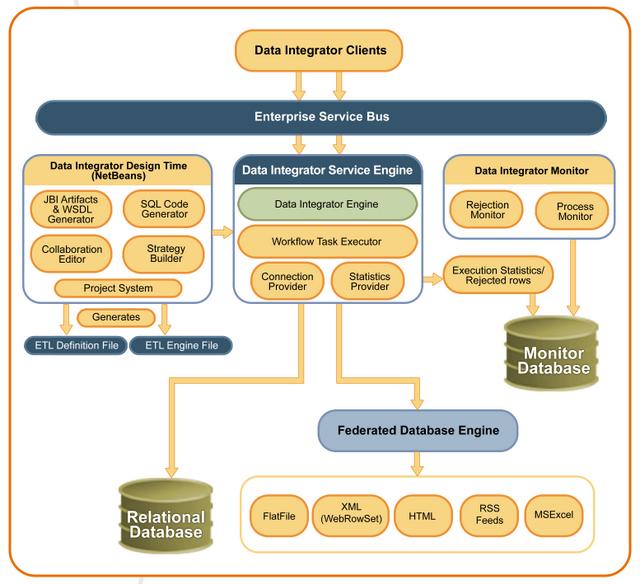 Data Integrator Clients
Enterprise Service Bus
Data Integrator Design Time
(NetBeans)
JBI Artifacts
& WSDL
Generator
SQL Code
Generator
Collaboration
Editor
Strategy
Builder
Project System
Generates
ETL Definition File
ETL Engine File
Data Integrator Service Engine
Data Integrator Engine
Workflow Task Executor
Connection
Provider
Statistics
Provider
Data Integrator Monitor
Rejection
Monitor
Process
Monitor
Execution Statistics/
Rejected rows
Monitor
Database
Federated Database Engine
Relational
Database
FlatFile
XML
(WebRowSet)
HTML
RSS
Feeds
MSExcel